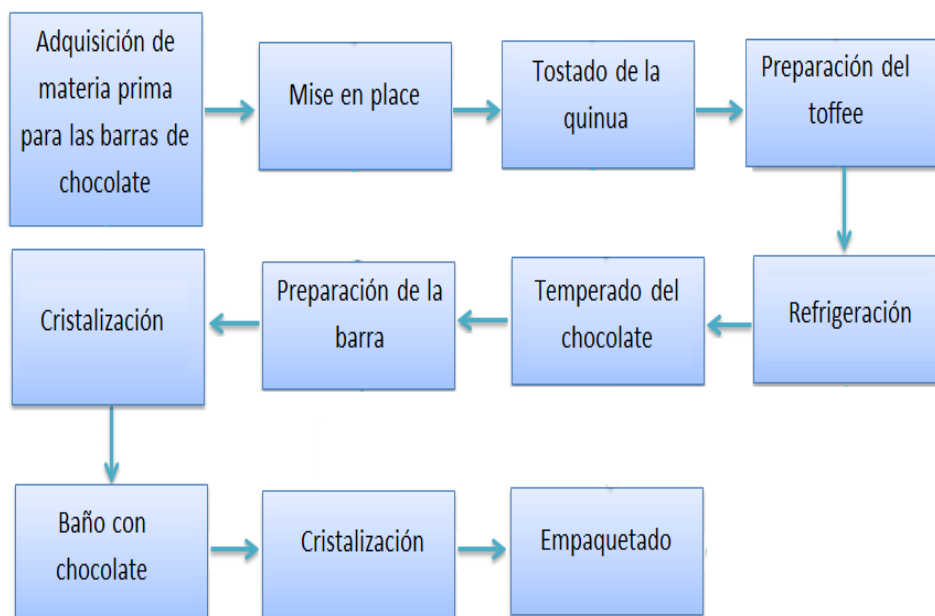 Adquisición de
materia prima
para las barras de
chocolate
Mise en place
Tostado de la
quinua
Preparación del
toffee
Refrigeración
Temperado del
chocolate
Preparación de la
barra
Cristalización
Baño con
chocolate
Cristalización
Empaquetado